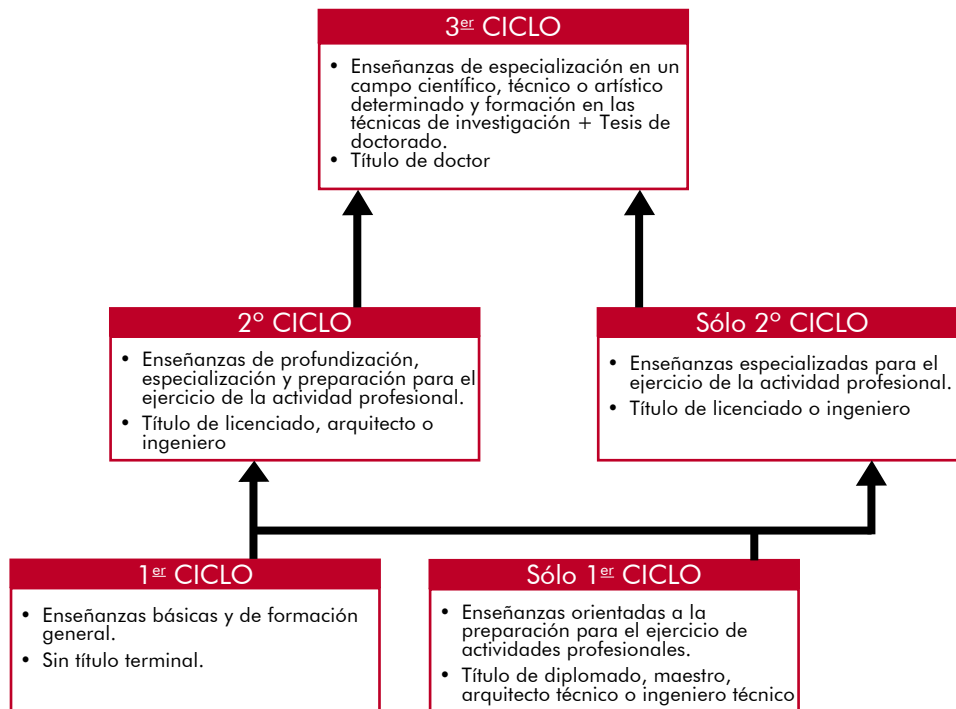 3er CICLO
• Enseñanzas de especialización en un
campo científico, técnico o artístico
determinado y formación en las
técnicas de investigación + Tesis de
doctorado.
• Título de doctor
2º CICLO
• Enseñanzas de profundización,
especialización y preparación para el
ejercicio de la actividad profesional.
• Título de licenciado, arquitecto o
ingeniero
Sólo 2º CICLO
• Enseñanzas especializadas para el
ejercicio de la actividad profesional.
• Título de licenciado o ingeniero
1er CICLO
• Enseñanzas básicas y de formación
general.
• Sin título terminal.
Sólo 1er CICLO
• Enseñanzas orientadas a la
preparación para el ejercicio de
actividades profesionales.
• Título de diplomado, maestro,
arquitecto técnico o ingeniero técnico